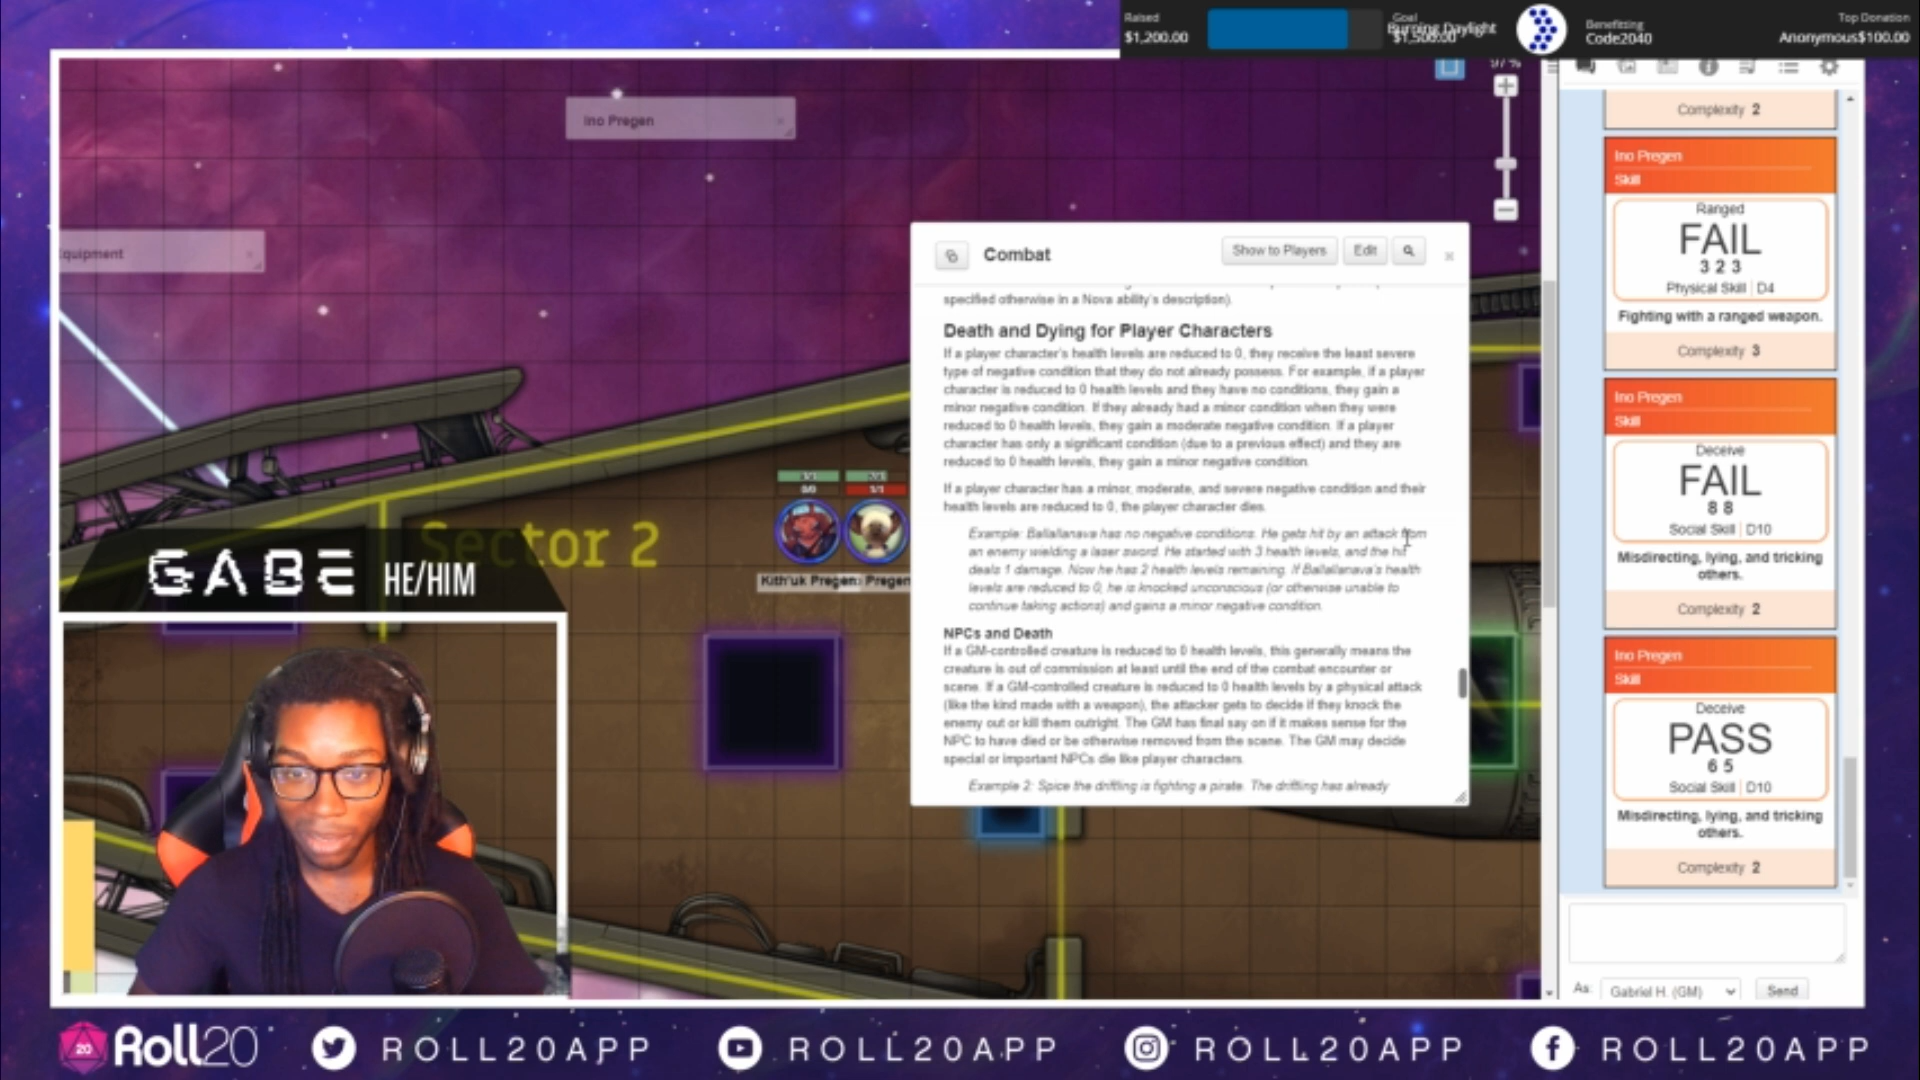 Raised
$1,200.00
Goal
Burning Daylight
$1,500.00
Benefitting
Code2040
Top Donation
Anonymous$100.00
97%
Ino Pregen
Equipment
Sector 2
Kith'uk Pregen
Pregen
GABE HE/HIM
Combat
Show to Players
Edit
specified otherwise in a Nova ability's description).
Death and Dying for Player Characters
If a player character's health levels are reduced to 0, they receive the least severe
type of negative condition that they do not already possess. For example, if a player
character is reduced to 0 health levels and they have no conditions, they gain a
minor negative condition. If they already had a minor condition when they were
reduced to 0 health levels, they gain a moderate negative condition. If a player
character has only a significant condition (due to a previous effect) and they are
reduced to 0 health levels, they gain a minor negative condition.
If a player character has a minor, moderate, and severe negative condition and their
health levels are reduced to 0, the player character dies.
Example: Ballallanava has no negative conditions. He gets hit by an attack from
an enemy wielding a laser sword. He started with 3 health levels, and the hit
deals 1 damage. Now he has 2 health levels remaining. If Ballallanava's health
levels are reduced to 0, he is knocked unconscious (or otherwise unable to
continue taking actions) and gains a minor negative condition.
NPCs and Death
If a GM-controlled creature is reduced to 0 health levels, this generally means the
creature is out of commission at least until the end of the combat encounter or
scene. If a GM-controlled creature is reduced to 0 health levels by a physical attack
(like the kind made with a weapon), the attacker gets to decide if they knock the
enemy out or kill them outright. The GM has final say on if it makes sense for the
NPC to have died or be otherwise removed from the scene. The GM may decide
special or important NPCs die like player characters.
Example 2: Spice the driftling is fighting a pirate. The driftling has already
Complexity 2
Ino Pregen
Skill
Ranged
FAIL
3 2 3
Physical Skill | D4
Fighting with a ranged weapon.
Complexity 3
Ino Pregen
Skill
Deceive
FAIL
8 8
Social Skill | D10
Misdirecting, lying, and tricking
others.
Complexity 2
Ino Pregen
Skill
Deceive
PASS
6 5
Social Skill | D10
Misdirecting, lying, and tricking
others.
Complexity 2
As: Gabriel H. (GM)
Send
20 Roll20
ROLL20APP
ROLL20APP
ROLL20APP
ROLL20APP